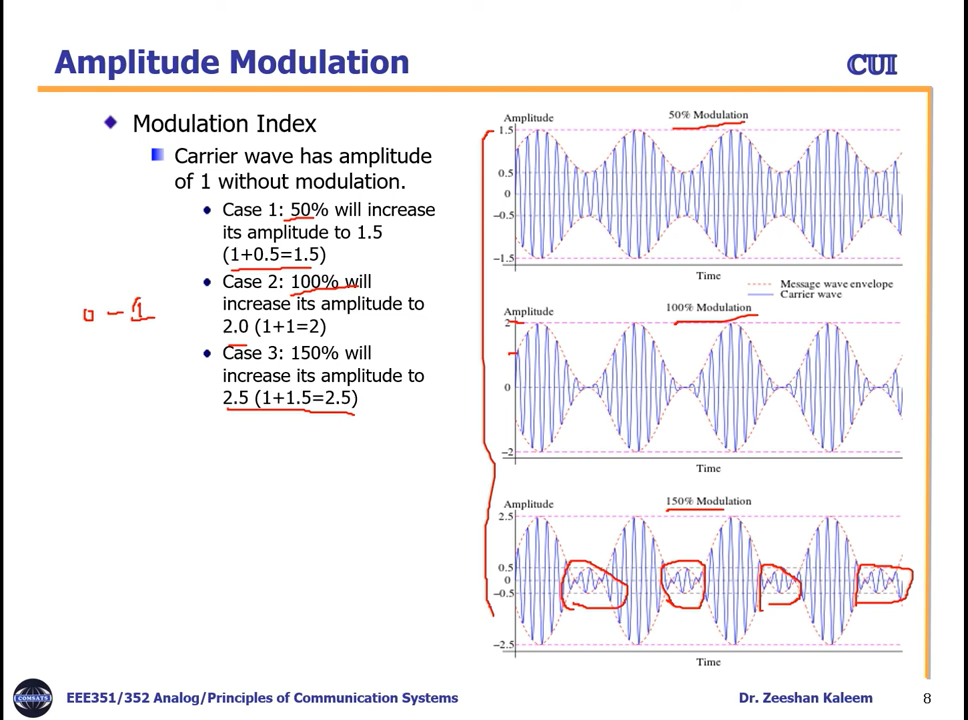 Amplitude Modulation
CUI
Modulation Index
Carrier wave has amplitude
of 1 without modulation.
Case 1: 50% will increase
its amplitude to 1.5
(1+0.5=1.5)
Case 2: 100% will
increase its amplitude to
2.0 (1+1=2)
Case 3: 150% will
increase its amplitude to
2.5 (1+1.5=2.5)
0 - 1
50% Modulation
Amplitude
1.5
0.5
0
-0.5
-1.5
Time
Message wave envelope
Carrier wave
100% Modulation
Amplitude
2
0
-2
Time
150% Modulation
Amplitude
2.5
0.5
0
-0.5
-2.5
Time
COMSATS
EEE351/352 Analog/Principles of Communication Systems
Dr. Zeeshan Kaleem
8